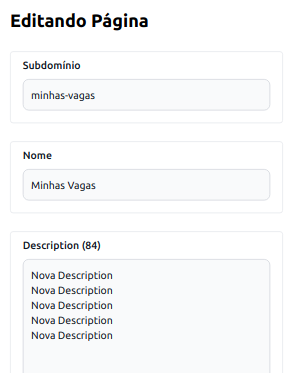 Editando Página
Subdomínio
minhas-vagas
Nome
Minhas Vagas
Description (84)
Nova Description
Nova Description
Nova Description
Nova Description
Nova Description